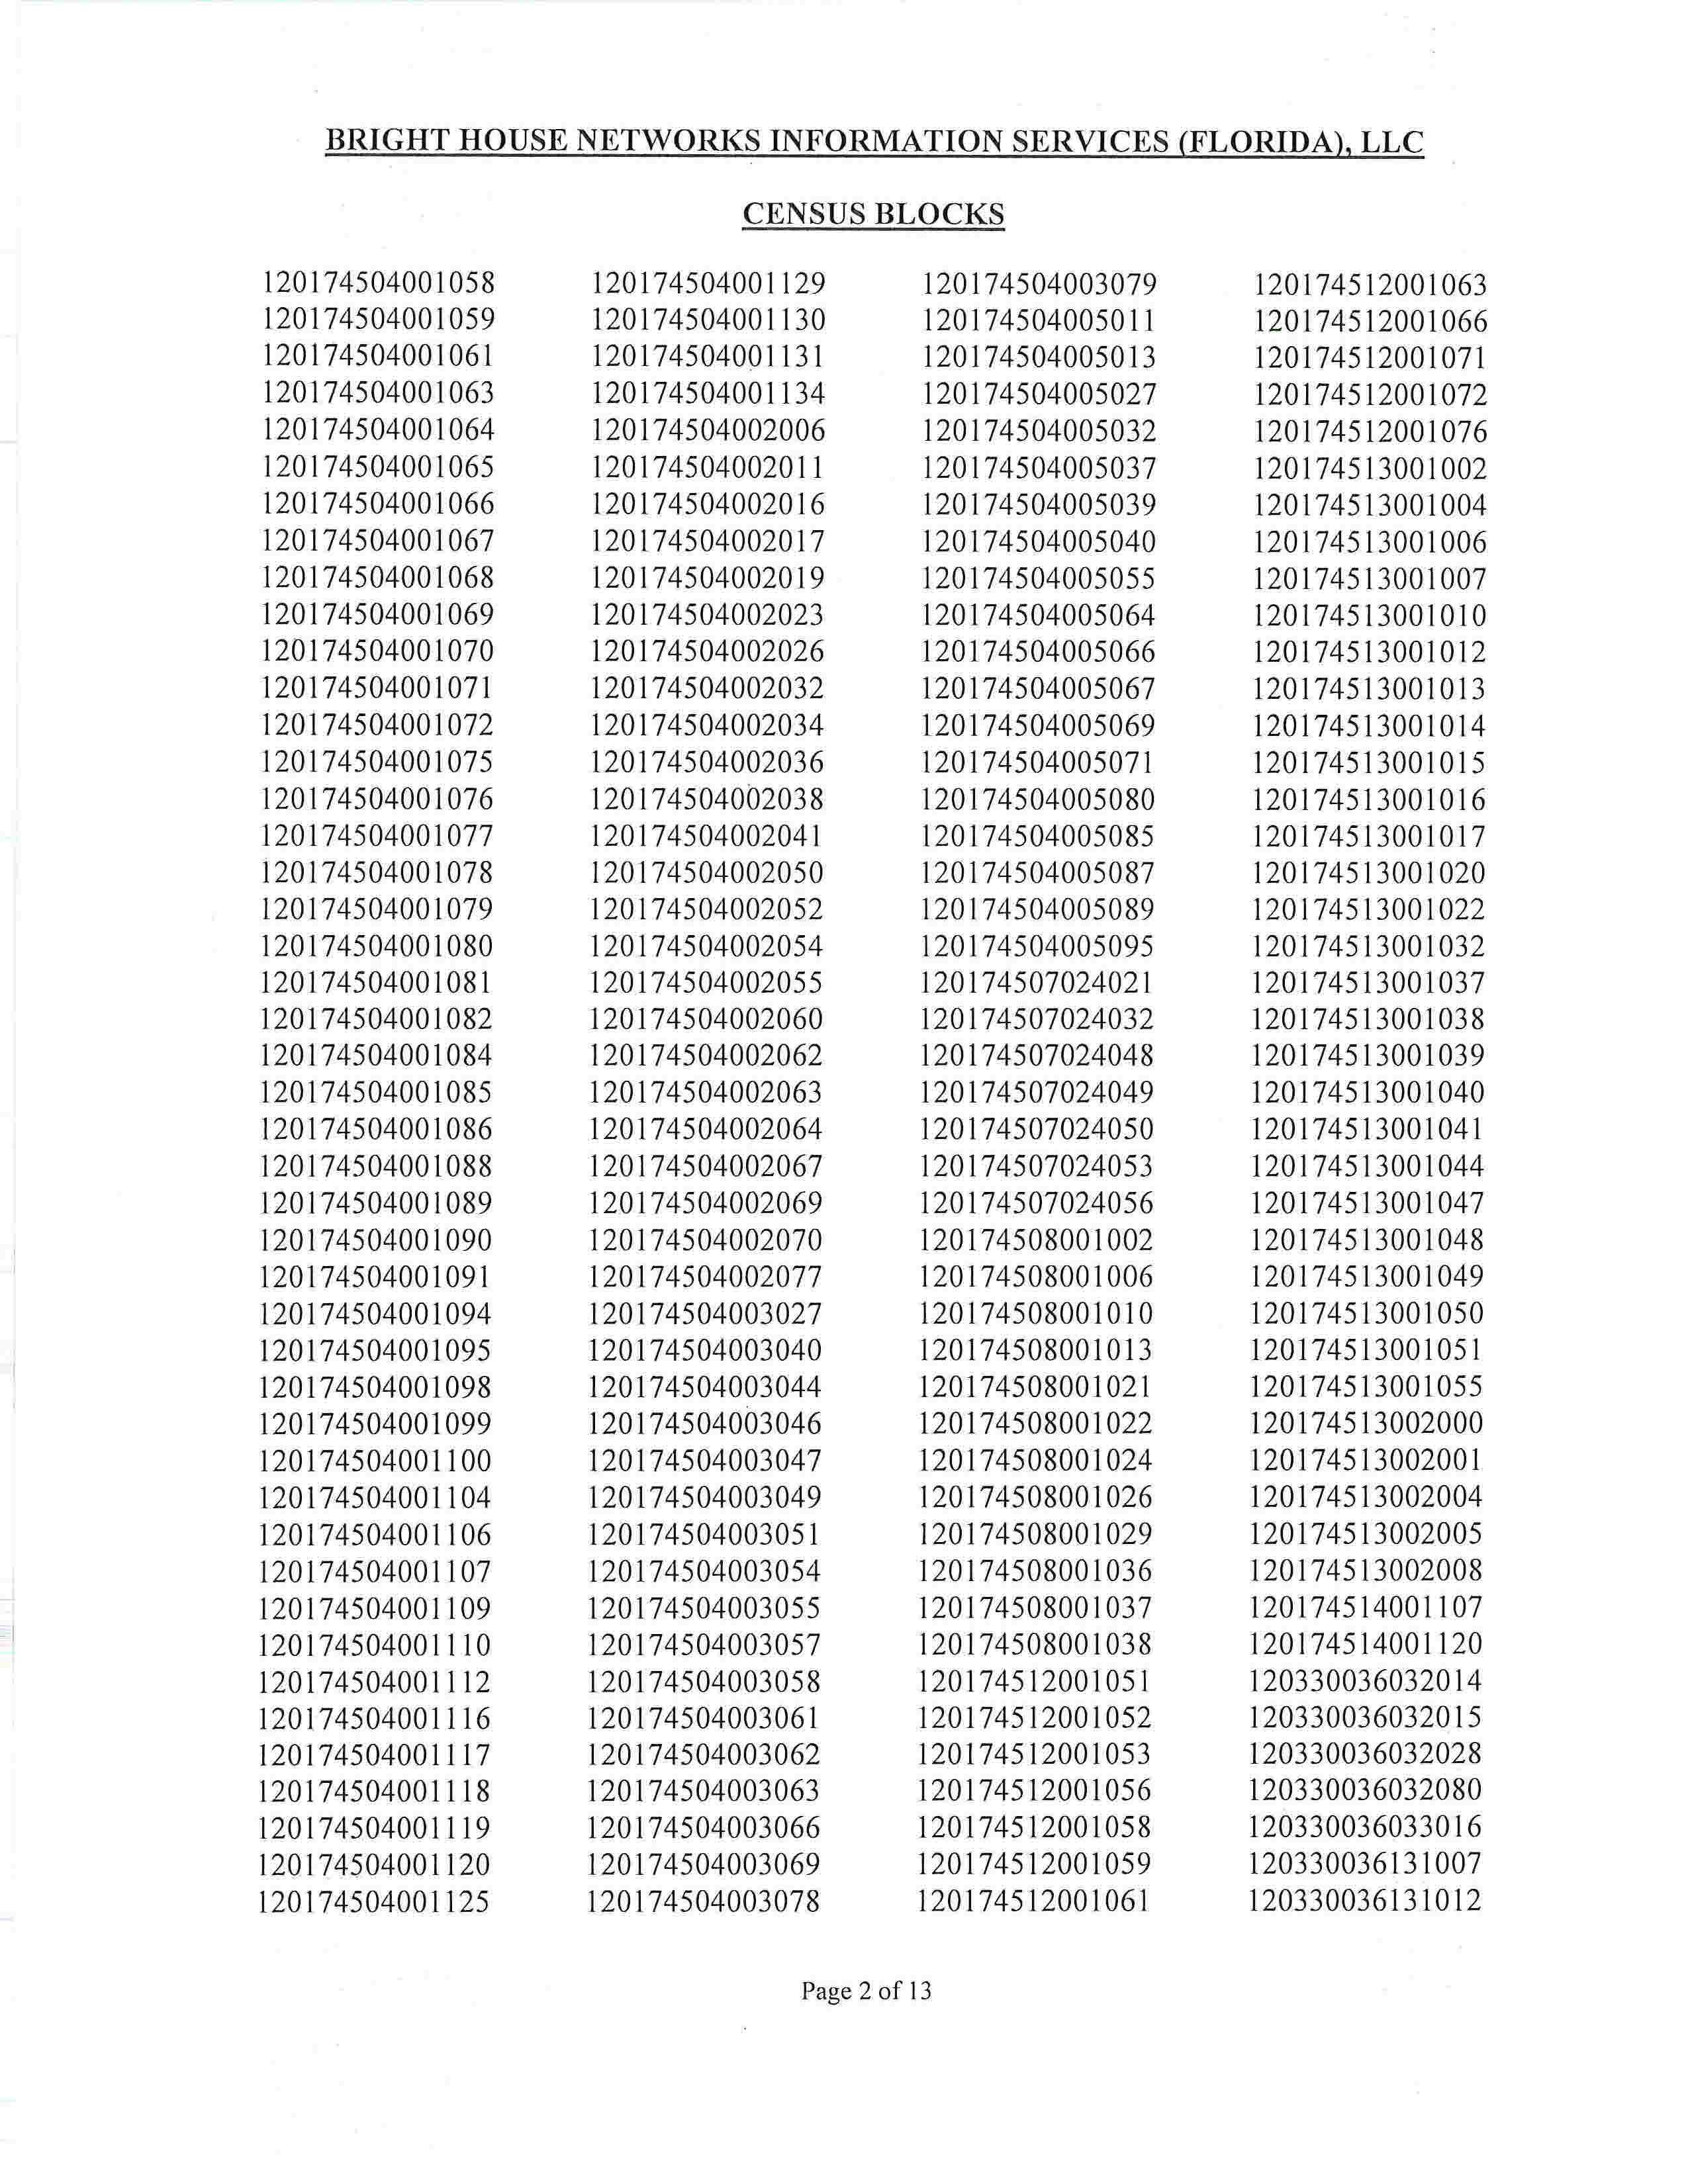 BRIGHT HOUSE NETWORKS INFORMATION SERVICES (FLORIDA), LLC
CENSUS BLOCKS
120174504001058 120174504001129 120174504003079 120174512001063
120174504001059 120174504001130 120174504005011 120174512001066
120174504001061 120174504001131 120174504005013 120174512001071
120174504001063 120174504001134 120174504005027 120174512001072
120174504001064 120174504002006 120174504005032 120174512001076
120174504001065 120174504002011 120174504005037 120174513001002
120174504001066 120174504002016 120174504005039 120174513001004
120174504001067 120174504002017 120174504005040 120174513001006
120174504001068 120174504002019 120174504005055 120174513001007
120174504001069 120174504002023 120174504005064 120174513001010
120174504001070 120174504002026 120174504005066 120174513001012
120174504001071 120174504002032 120174504005067 120174513001013
120174504001072 120174504002034 120174504005069 120174513001014
120174504001075 120174504002036 120174504005071 120174513001015
120174504001076 120174504002038 120174504005080 120174513001016
120174504001077 120174504002041 120174504005085 120174513001017
120174504001078 120174504002050 120174504005087 120174513001020
120174504001079 120174504002052 120174504005089 120174513001022
120174504001080 120174504002054 120174504005095 120174513001032
120174504001081 120174504002055 120174507024021 120174513001037
120174504001082 120174504002060 120174507024032 120174513001038
120174504001084 120174504002062 120174507024048 120174513001039
120174504001085 120174504002063 120174507024049 120174513001040
120174504001086 120174504002064 120174507024050 120174513001041
120174504001088 120174504002067 120174507024053 120174513001044
120174504001089 120174504002069 120174507024056 120174513001047
120174504001090 120174504002070 120174508001002 120174513001048
120174504001091 120174504002077 120174508001006 120174513001049
120174504001094 120174504003027 120174508001010 120174513001050
120174504001095 120174504003040 120174508001013 120174513001051
120174504001098 120174504003044 120174508001021 120174513001055
120174504001099 120174504003046 120174508001022 120174513002000
120174504001100 120174504003047 120174508001024 120174513002001
120174504001104 120174504003049 120174508001026 120174513002004
120174504001106 120174504003051 120174508001029 120174513002005
120174504001107 120174504003054 120174508001036 120174513002008
120174504001109 120174504003055 120174508001037 120174514001107
120174504001110 120174504003057 120174508001038 120174514001120
120174504001112 120174504003058 120174512001051 120330036032014
120174504001116 120174504003061 120174512001052 120330036032015
120174504001117 120174504003062 120174512001053 120330036032028
120174504001118 120174504003063 120174512001056 120330036032080
120174504001119 120174504003066 120174512001058 120330036033016
120174504001120 120174504003069 120174512001059 120330036131007
120174504001125 120174504003078 120174512001061 120330036131012
Page 2 of 13